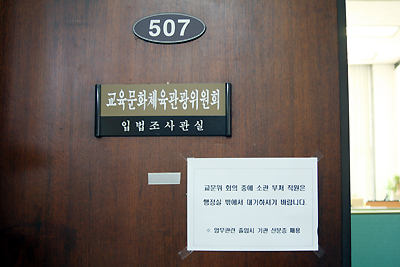 507
교육문화체육관광위원회
입법조사관실
교문위 회의 중에 소관 부처 직원은
행정실 밖에서 대기하시기 바랍니다.
※ 업무관련 출입시 기관 신분증 패용